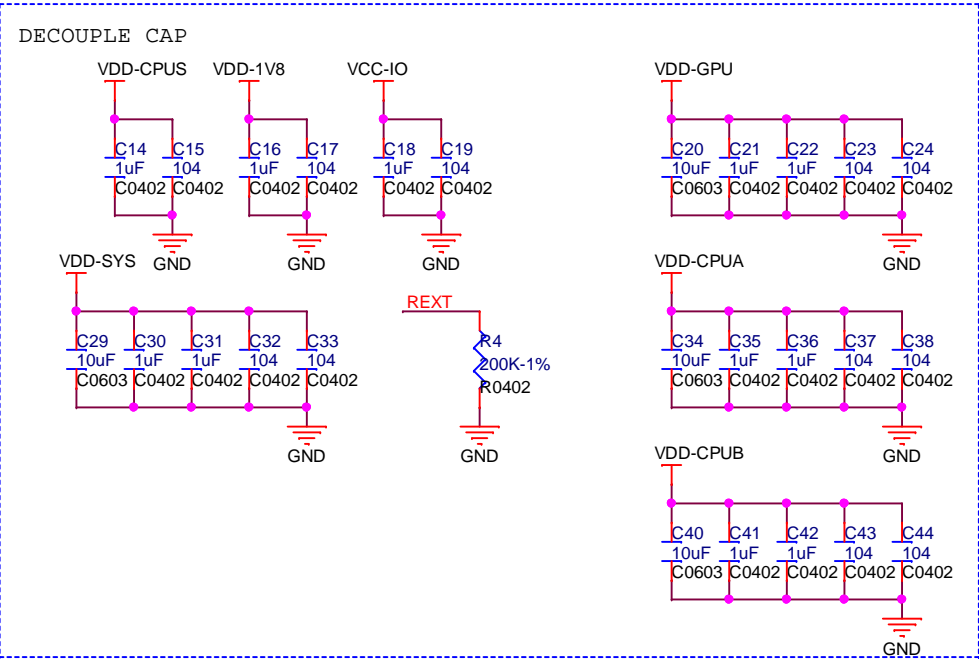 DECOUPLE CAP
VDD-CPUS VDD-1V8 VCC-IO VDD-GPU
C14 C15 C16 C17 C18 C19 C20 C21 C22 C23 C24
1uF 104 1uF 104 1uF 104 10uF 1uF 1uF 104 104
C0402 C0402 C0402 C0402 C0402 C0402 C0603 C0402 C0402 C0402 C0402
VDD-SYS GND GND GND VDD-CPUA GND
REXT
C29 C30 C31 C32 C33 R4 C34 C35 C36 C37 C38
10uF 1uF 1uF 104 104 200K-1% 10uF 1uF 1uF 104 104
C0603 C0402 C0402 C0402 C0402 R0402 C0603 C0402 C0402 C0402 C0402
GND GND VDD-CPUB GND
C40 C41 C42 C43 C44
10uF 1uF 1uF 104 104
C0603 C0402 C0402 C0402 C0402
GND